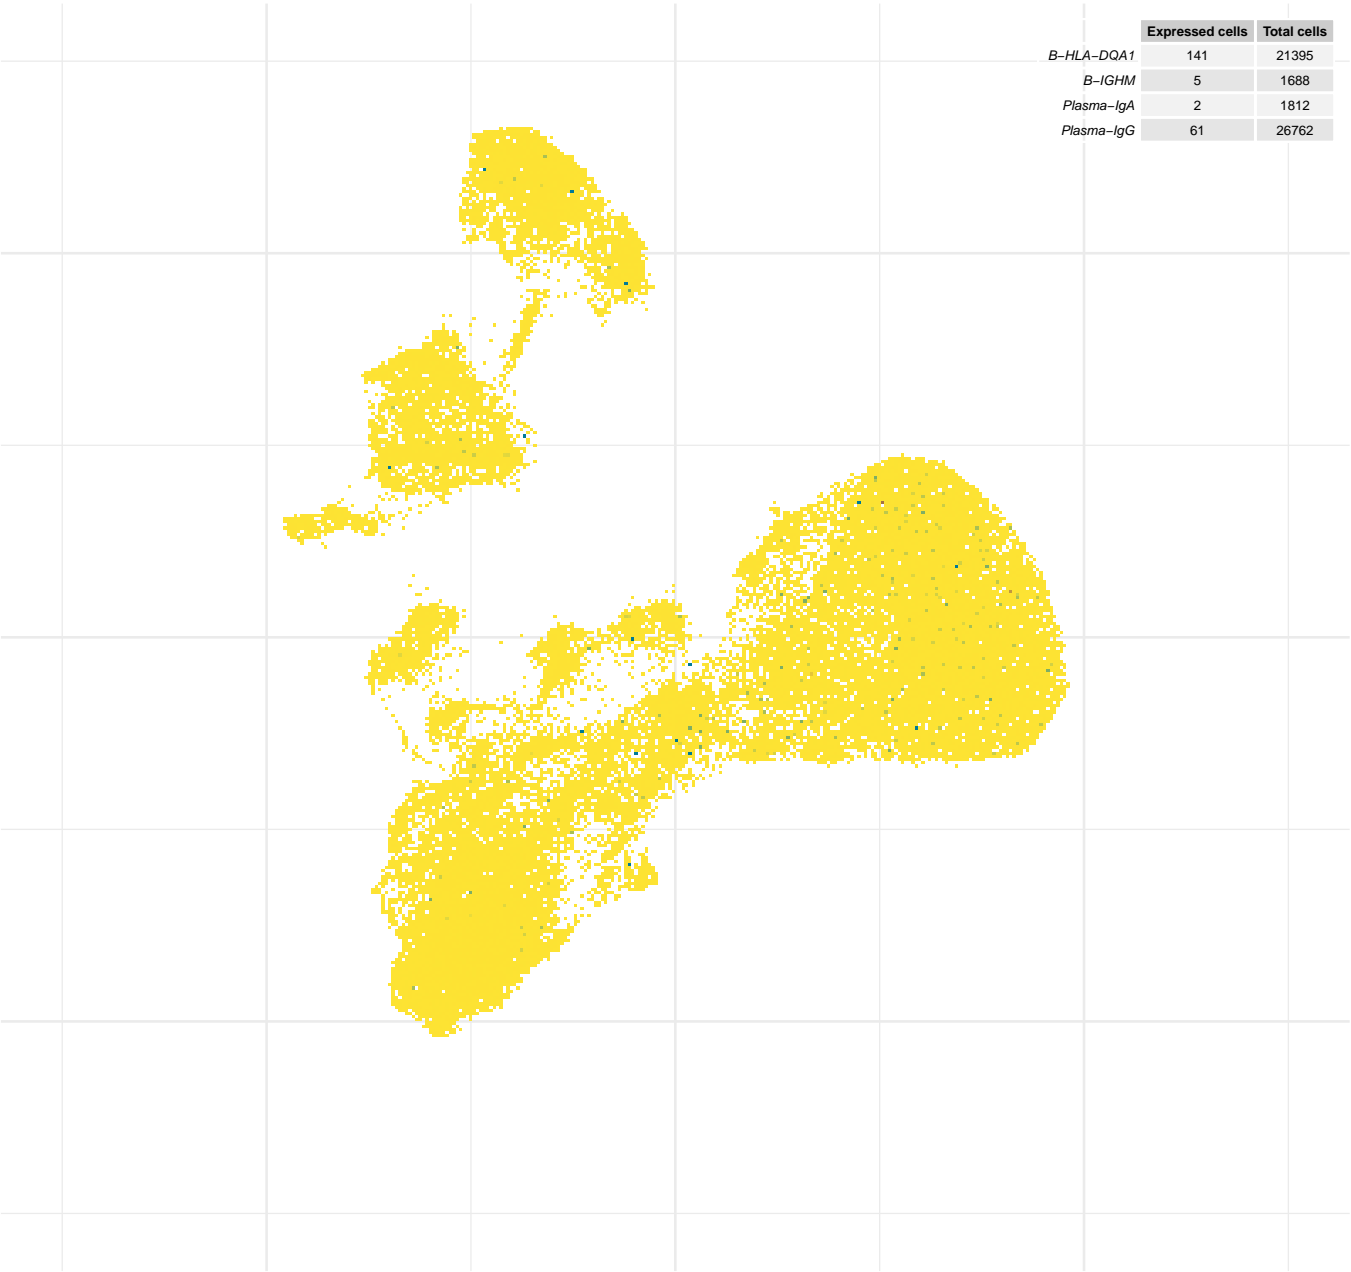 Expressed cells Total cells
B−HLA−DQA1 141 21395
B−IGHM 5 1688
Plasma−IgA 2 1812
Plasma−IgG 61 26762